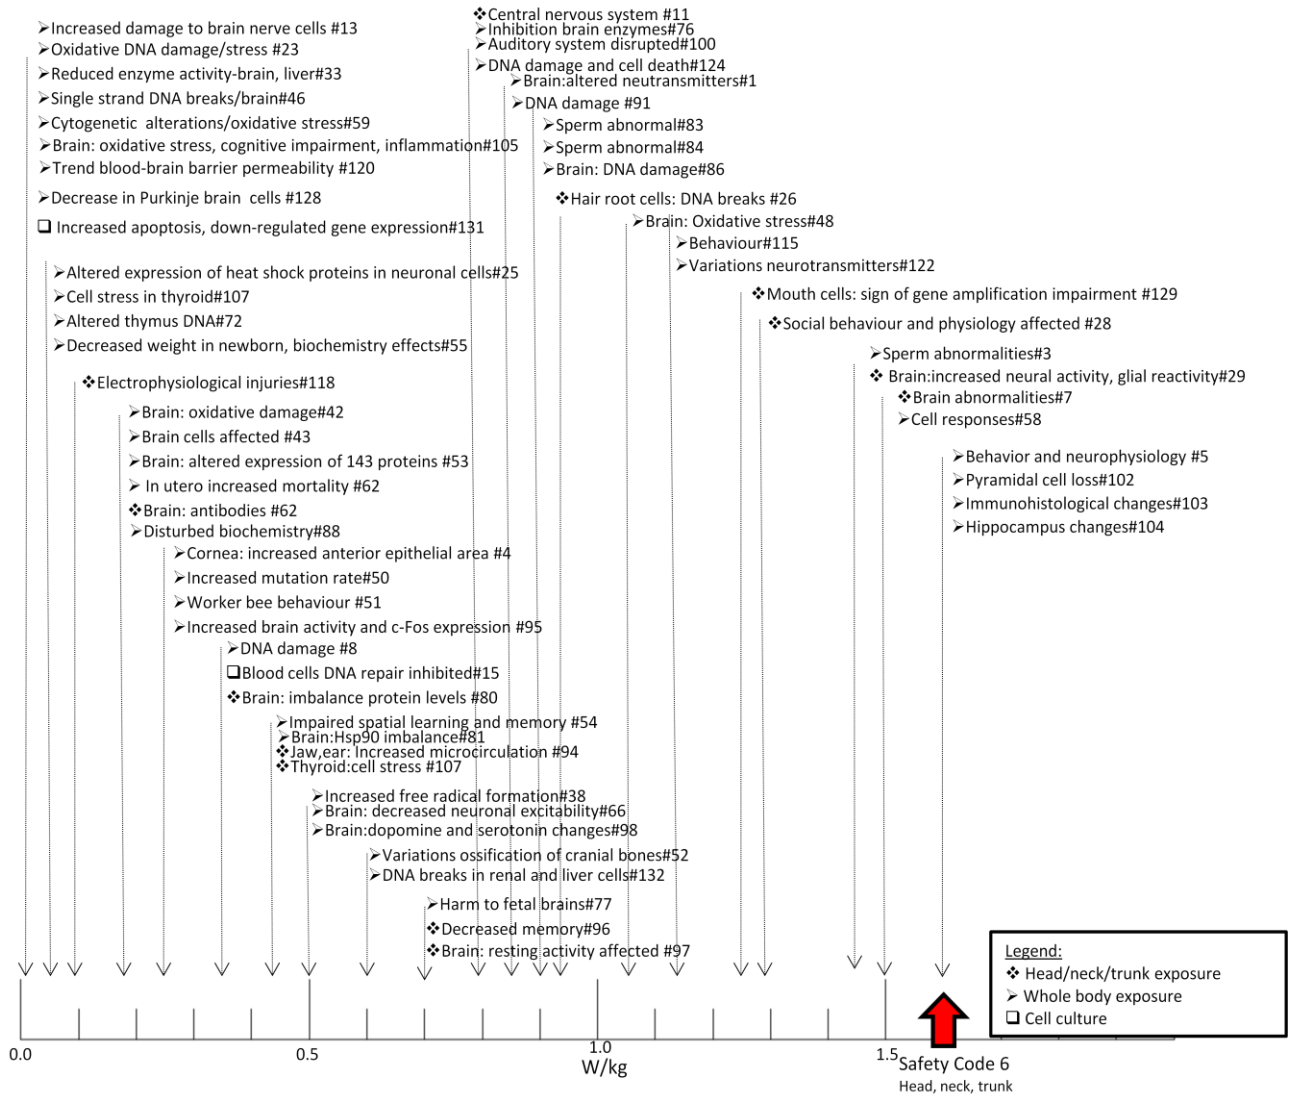 Increased damage to brain nerve cells #13
Oxidative DNA damage/stress #23
Reduced enzyme activity-brain, liver#33
Single strand DNA breaks/brain#46
Cytogenetic alterations/oxidative stress#59
Brain: oxidative stress, cognitive impairment, inflammation#105
Trend blood-brain barrier permeability #120
Decrease in Purkinje brain cells #128
Increased apoptosis, down-regulated gene expression#131
Altered expression of heat shock proteins in neuronal cells#25
Cell stress in thyroid#107
Altered thymus DNA#72
Decreased weight in newborn, biochemistry effects#55
Electrophysiological injuries#118
Brain: oxidative damage#42
Brain cells affected #43
Brain: altered expression of 143 proteins #53
In utero increased mortality #62
Brain: antibodies #62
Disturbed biochemistry#88
Cornea: increased anterior epithelial area #4
Increased mutation rate#50
Worker bee behaviour #51
Increased brain activity and c-Fos expression #95
DNA damage #8
Blood cells DNA repair inhibited#15
Brain: imbalance protein levels #80
Impaired spatial learning and memory #54
Brain:Hsp90 imbalance#81
Jaw,ear: Increased microcirculation #94
Thyroid:cell stress #107
Increased free radical formation#38
Brain: decreased neuronal excitability#66
Brain:dopomine and serotonin changes#98
Variations ossification of cranial bones#52
DNA breaks in renal and liver cells#132
Harm to fetal brains#77
Decreased memory#96
Brain: resting activity affected #97
Central nervous system #11
Inhibition brain enzymes#76
Auditory system disrupted#100
DNA damage and cell death#124
Brain:altered neutransmitters#1
DNA damage #91
Sperm abnormal#83
Sperm abnormal#84
Brain: DNA damage#86
Hair root cells: DNA breaks #26
Brain: Oxidative stress#48
Behaviour#115
Variations neurotransmitters#122
Mouth cells: sign of gene amplification impairment #129
Social behaviour and physiology affected #28
Sperm abnormalities#3
Brain:increased neural activity, glial reactivity#29
Brain abnormalities#7
Cell responses#58
Behavior and neurophysiology #5
Pyramidal cell loss#102
Immunohistological changes#103
Hippocampus changes#104
Legend:
Head/neck/trunk exposure
Whole body exposure
Cell culture
0.0
0.5
1.0
1.5
W/kg
Safety Code 6
Head, neck, trunk